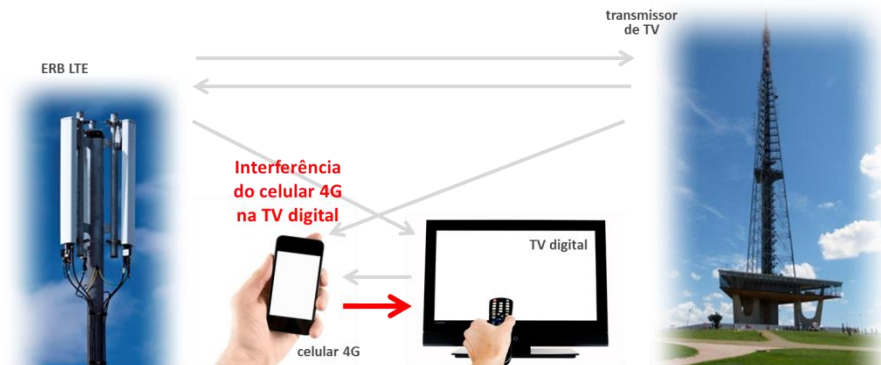 transmissor
de TV
ERB LTE
Interferência
do celular 4G
na TV digital
TV digital
celular 4G